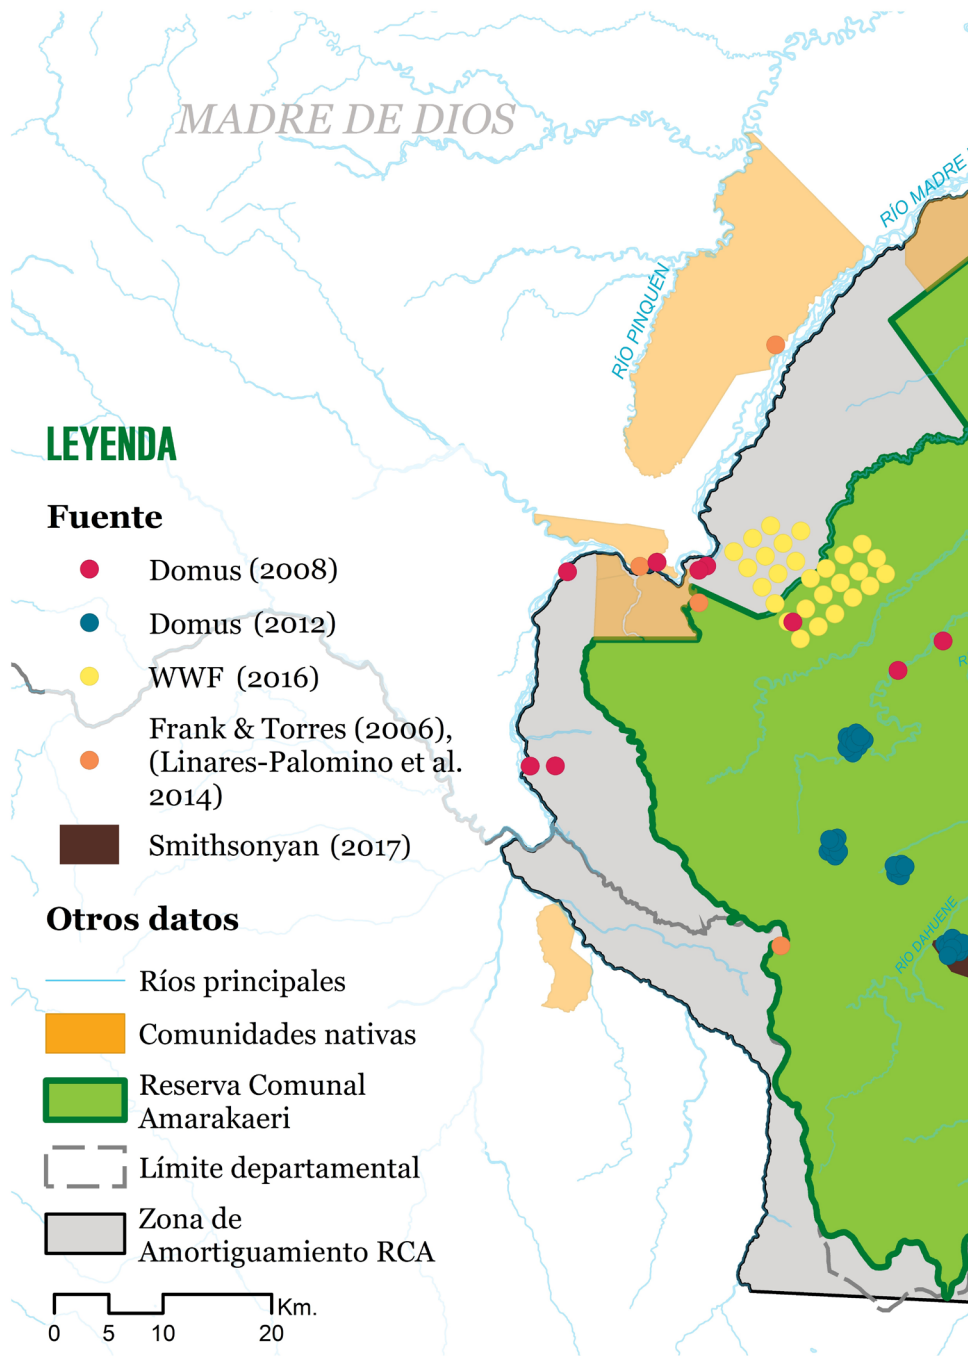 MADRE DE DIOS
RÍO MADRE
RÍO PINQUÉN
LEYENDA
Fuente
Domus (2008)
Domus (2012)
WWF (2016)
Frank & Torres (2006),
(Linares-Palomino et al.
2014)
Smithsonyan (2017)
Otros datos
RÍO DAHUENE
Ríos principales
Comunidades nativas
Reserva Comunal
Amarakaeri
Límite departamental
Zona de
Amortiguamiento RCA
Km.
0 5 10 20